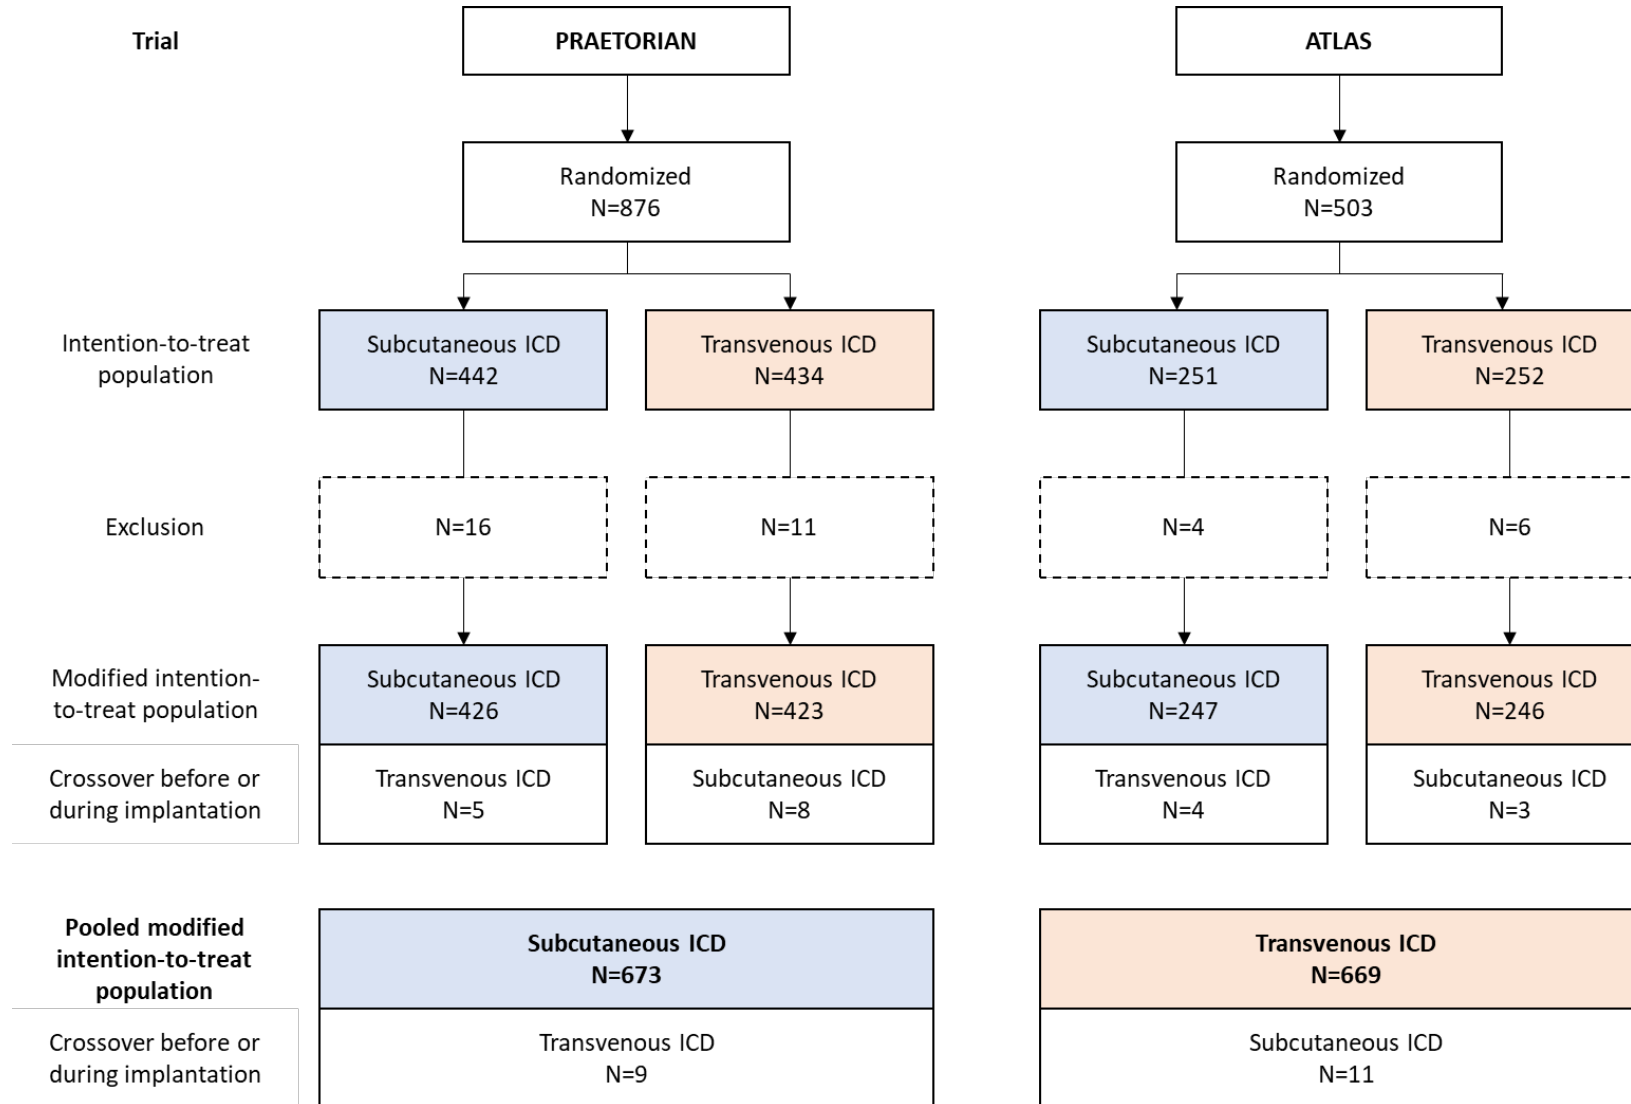 Trial
PRAETORIAN
ATLAS
Randomized
N=876
Randomized
N=503
Intention-to-treat
population
Subcutaneous ICD
N=442
Transvenous ICD
N=434
Subcutaneous ICD
N=251
Transvenous ICD
N=252
Exclusion
N=16
N=11
N=4
N=6
Modified intention-
to-treat population
Subcutaneous ICD
N=426
Transvenous ICD
N=423
Subcutaneous ICD
N=247
Transvenous ICD
N=246
Crossover before or
during implantation
Transvenous ICD
N=5
Subcutaneous ICD
N=8
Transvenous ICD
N=4
Subcutaneous ICD
N=3
Pooled modified
intention-to-treat
population
Subcutaneous ICD
N=673
Transvenous ICD
N=669
Crossover before or
during implantation
Transvenous ICD
N=9
Subcutaneous ICD
N=11